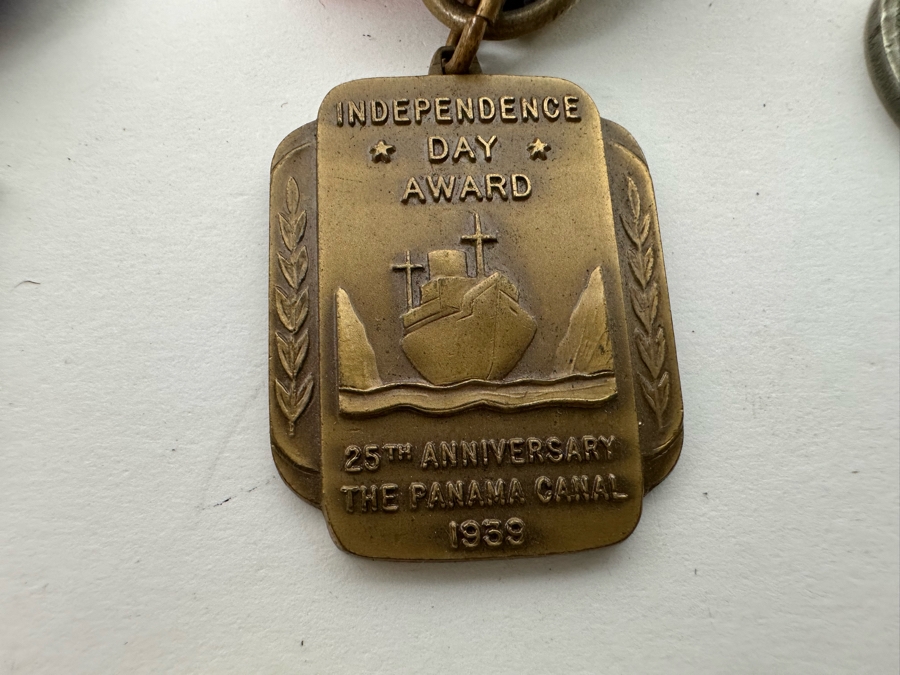 INDEPENDENCE
DAY
AWARD
25TH ANNIVERSARY
THE PANAMA CANAL
1939